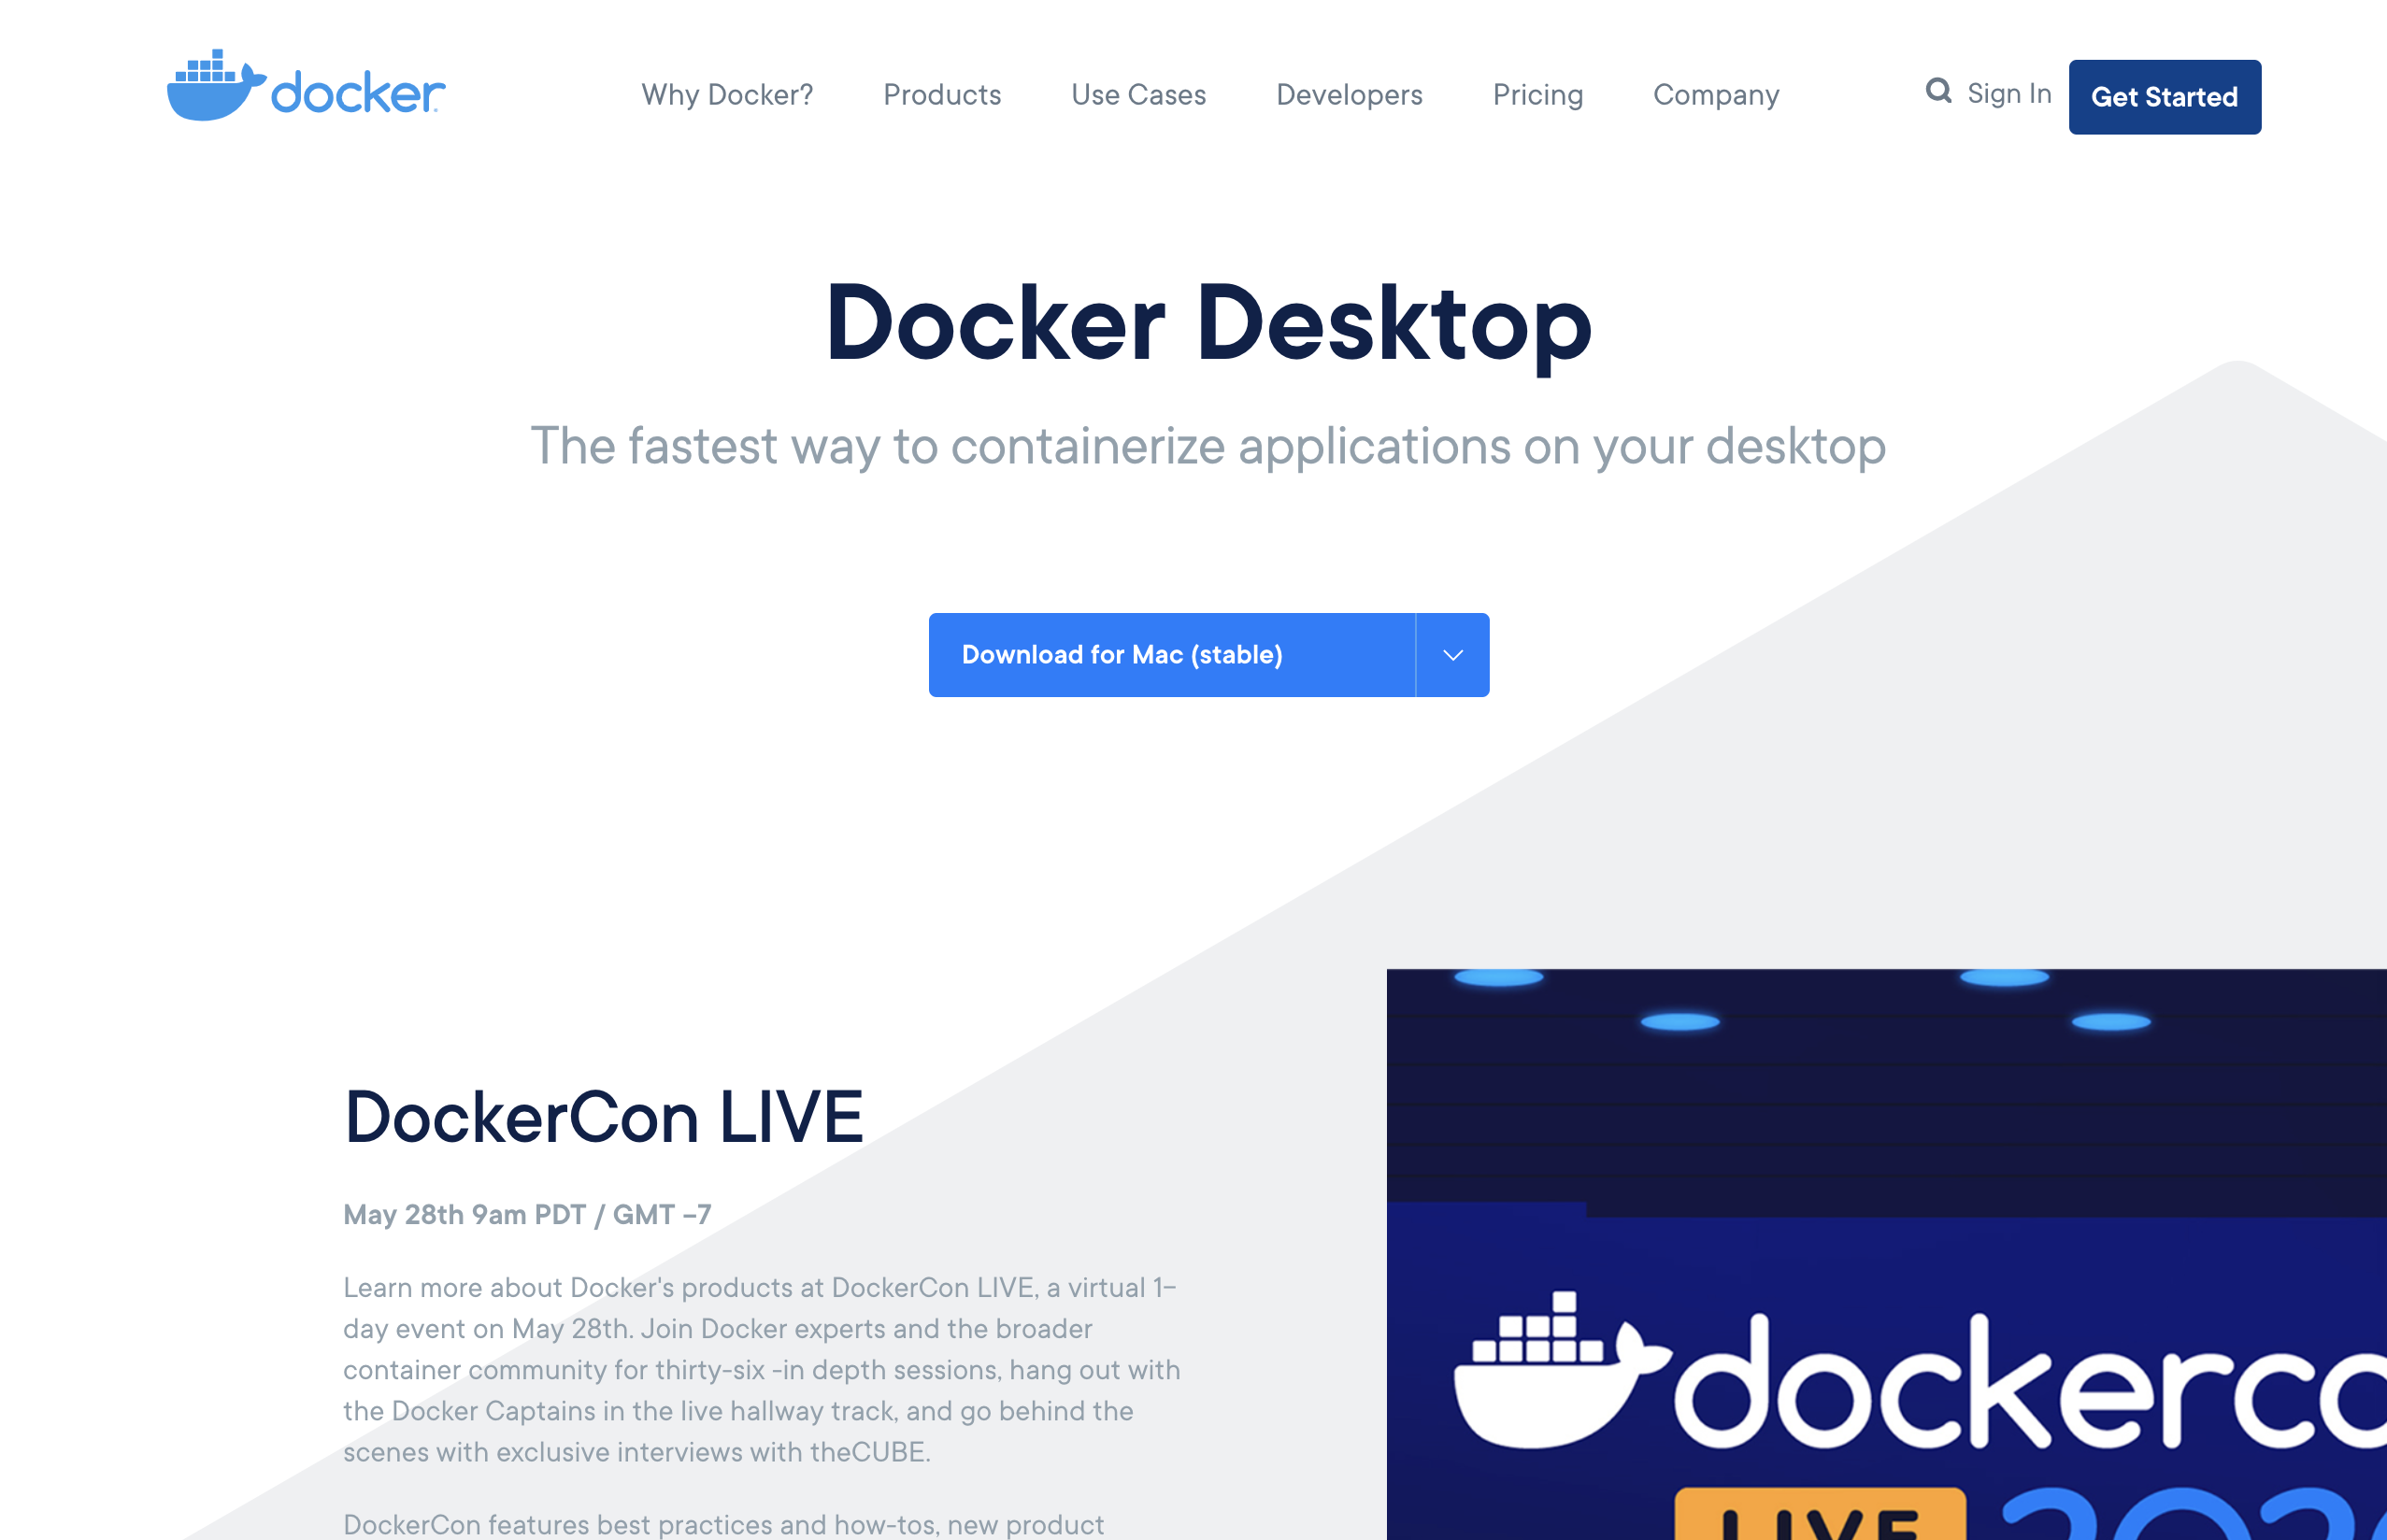 docker
Why Docker?
Products
Use Cases
Developers
Pricing
Company
Sign In
Get Started
Docker Desktop
The fastest way to containerize applications on your desktop
Download for Mac (stable)
DockerCon LIVE
May 28th 9am PDT / GMT -7
Learn more about Docker's products at DockerCon LIVE, a virtual 1-
day event on May 28th. Join Docker experts and the broader
container community for thirty-six -in depth sessions, hang out with
the Docker Captains in the live hallway track, and go behind the
scenes with exclusive interviews with theCUBE.
DockerCon features best practices and how-tos, new product
dockerco
LIVE 2020